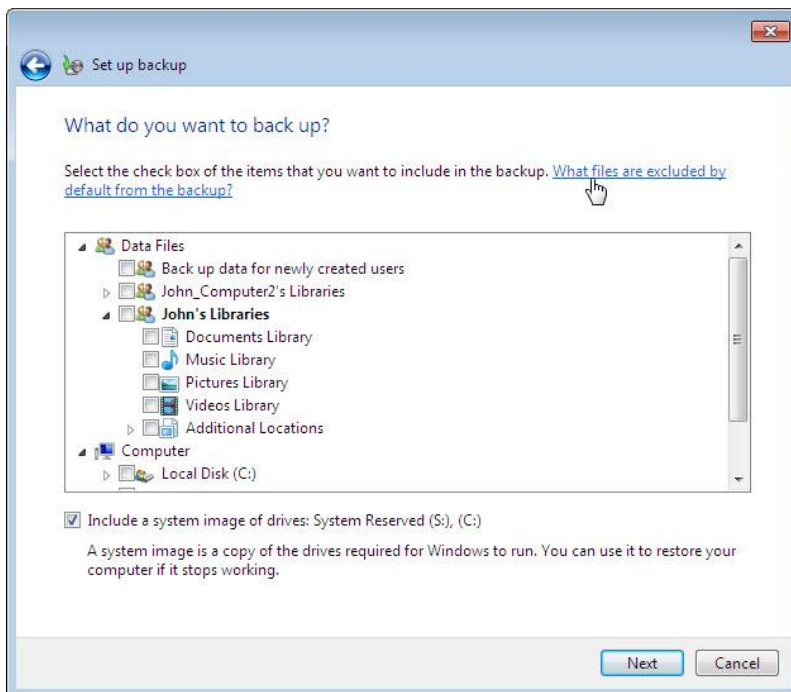 Set up backup
What do you want to back up?
Select the check box of the items that you want to include in the backup. What files are excluded by
default from the backup?
Data Files
Back up data for newly created users
John_Computer2's Libraries
John's Libraries
Documents Library
Music Library
Pictures Library
Videos Library
Additional Locations
Computer
Local Disk (C:)
Include a system image of drives: System Reserved (S:), (C:)
A system image is a copy of the drives required for Windows to run. You can use it to restore your
computer if it stops working.
Next Cancel